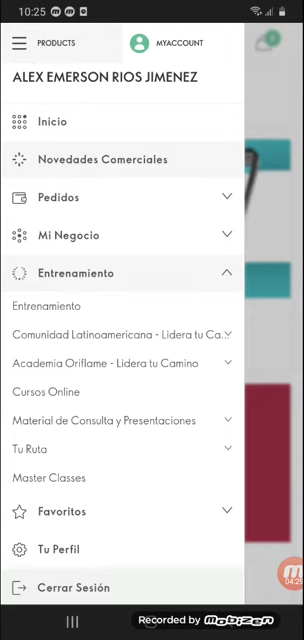 10:25
PRODUCTS
MYACCOUNT
ALEX EMERSON RIOS JIMENEZ
Inicio
Novedades Comerciales
Pedidos
Mi Negocio
Entrenamiento
Entrenamiento
Comunidad Latinoamericana - Lidera tu Ca...
Academia Oriflame - Lidera tu Camino
Cursos Online
Material de Consulta y Presentaciones
Tu Ruta
Master Classes
Favoritos
Tu Perfil
04:29
Cerrar Sesión
Recorded by mobizen